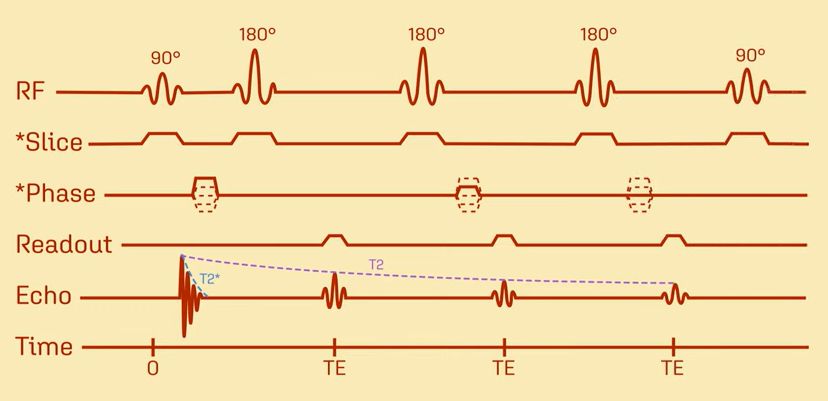 180° 180° 180°
90° 90°
RF
*Slice
*Phase
Readout
T2
T2*
Echo
Time
0 TE TE TE